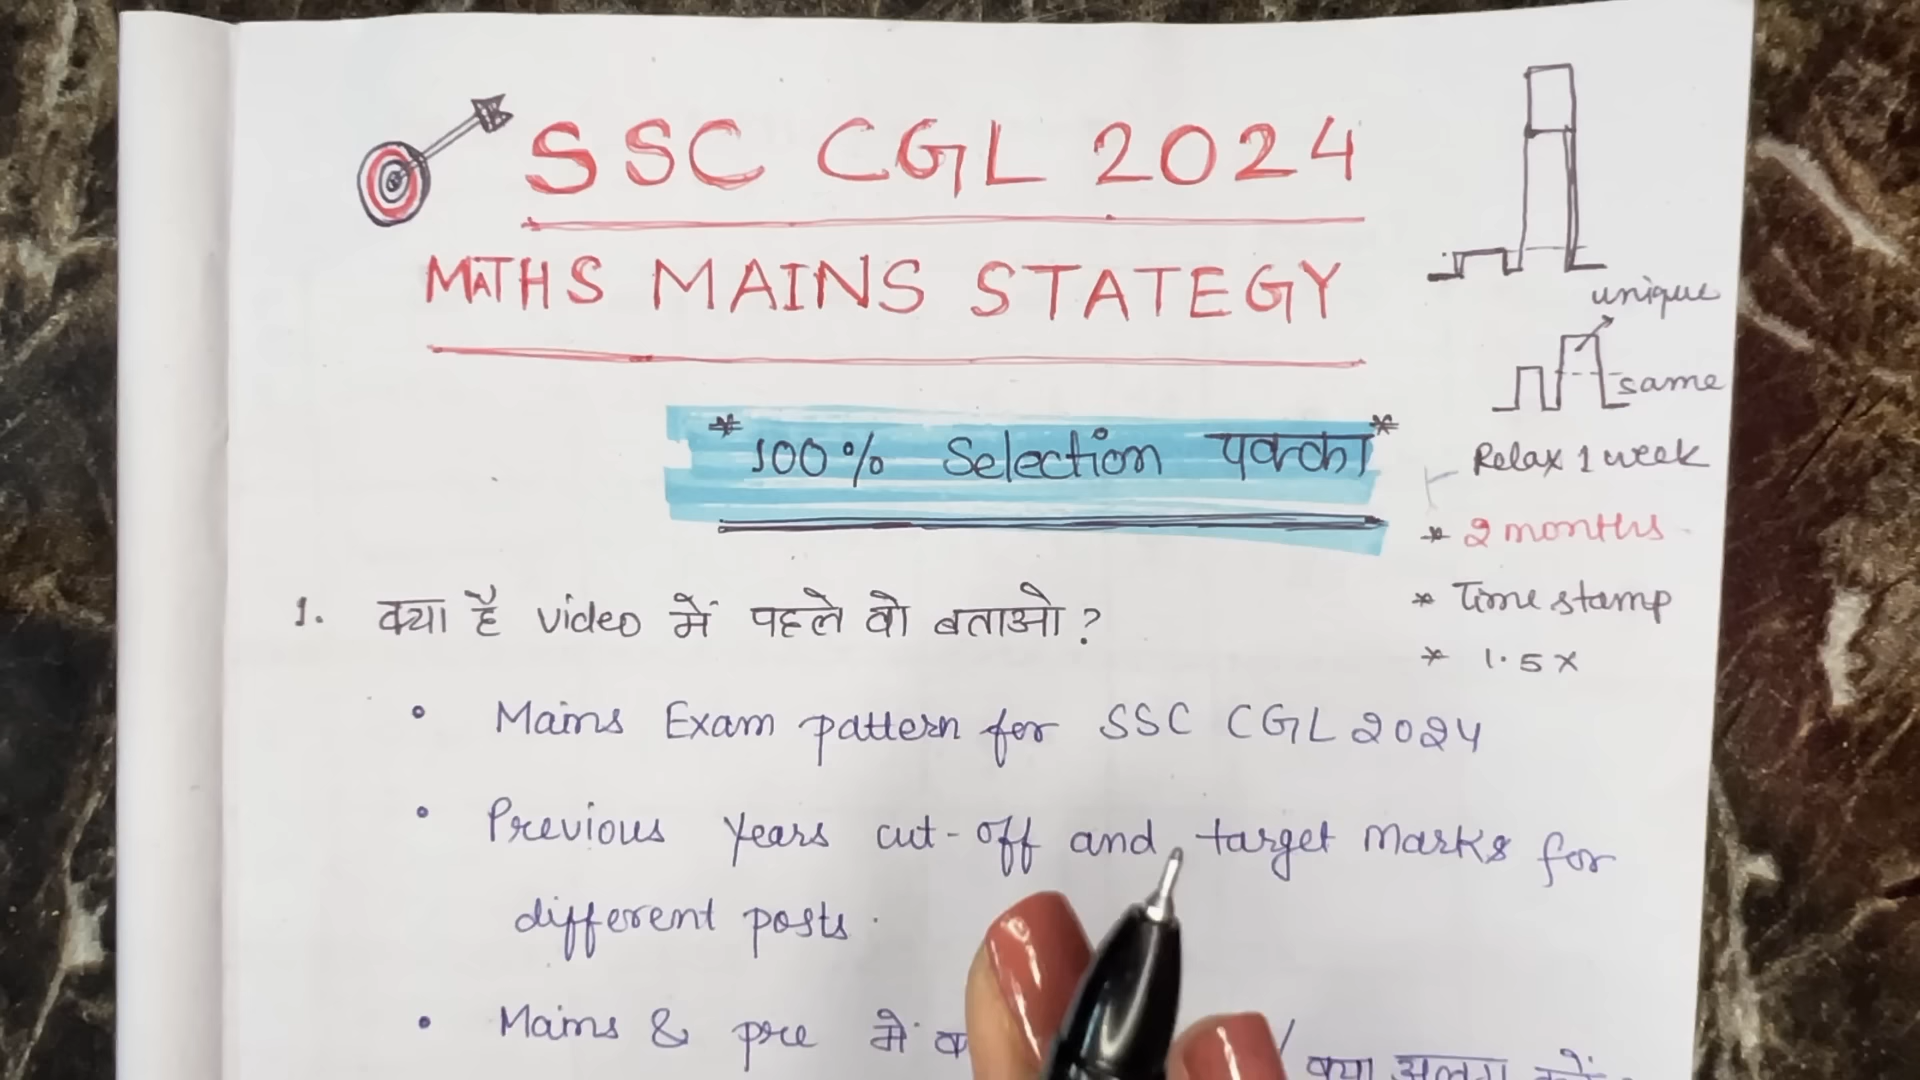 SSC CGL 2024
MATHS MAINS STATEGY
unique
same
* 100% Selection पक्का *
Relax 1 week
* 2 months
* Time stamp
* 1.5x
1. क्या है video में पहले वो बताओ?
• Mains Exam pattern for SSC CGL 2024
• Previous years cut-off and target marks for
different posts.
• Mains & pre में
/ क्या अलग